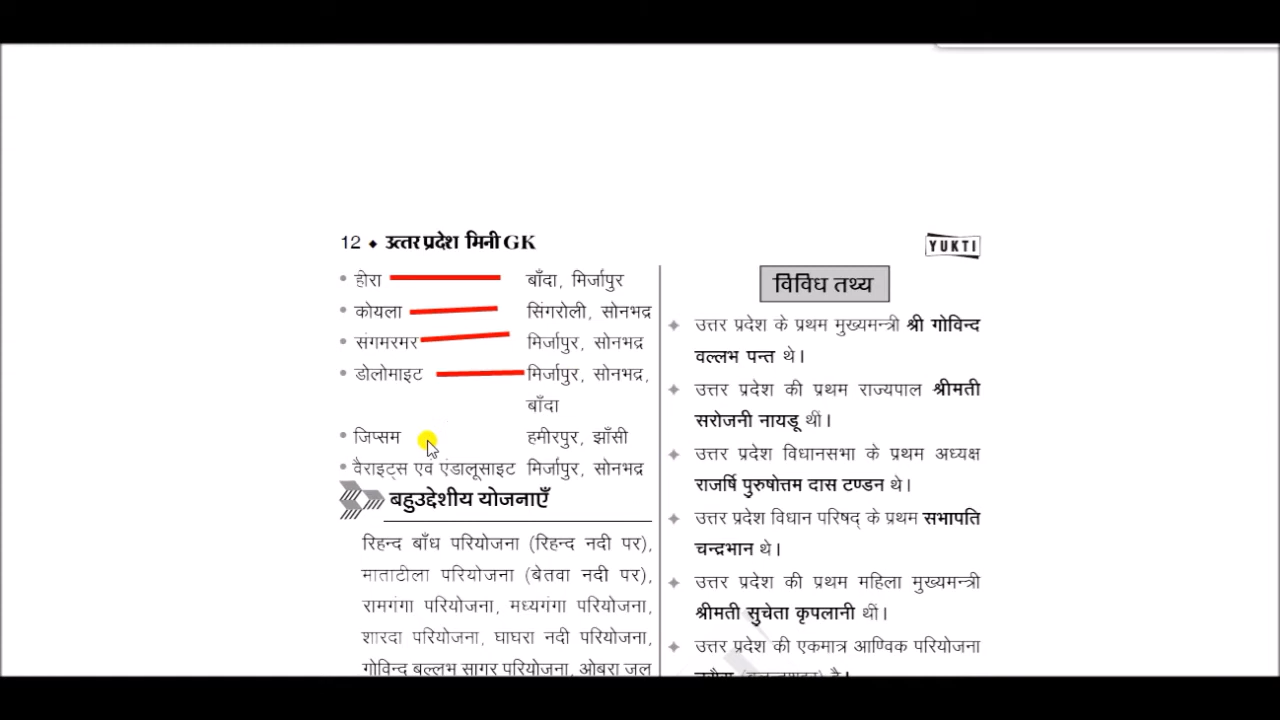 12 ◆ उत्तर प्रदेश मिनी GK
YUKTI
• हीरा बाँदा, मिर्जापुर
• कोयला सिंगरोली, सोनभद्र
• संगमरमर मिर्जापुर, सोनभद्र
• डोलोमाइट मिर्जापुर, सोनभद्र,
बाँदा
• जिप्सम हमीरपुर, झाँसी
• वैराइट्स एवं एंडालूसाइट मिर्जापुर, सोनभद्र
बहुउद्देशीय योजनाएँ
रिहन्द बाँध परियोजना (रिहन्द नदी पर),
माताटीला परियोजना (बेतवा नदी पर),
रामगंगा परियोजना, मध्यगंगा परियोजना,
शारदा परियोजना, घाघरा नदी परियोजना,
गोविन्द बल्लभ सागर परियोजना, ओबरा जल
विविध तथ्य
उत्तर प्रदेश के प्रथम मुख्यमन्त्री श्री गोविन्द
वल्लभ पन्त थे।
उत्तर प्रदेश की प्रथम राज्यपाल श्रीमती
सरोजनी नायडू थीं।
उत्तर प्रदेश विधानसभा के प्रथम अध्यक्ष
राजर्षि पुरुषोत्तम दास टण्डन थे।
उत्तर प्रदेश विधान परिषद् के प्रथम सभापति
चन्द्रभान थे।
उत्तर प्रदेश की प्रथम महिला मुख्यमन्त्री
श्रीमती सुचेता कृपलानी थीं।
उत्तर प्रदेश की एकमात्र आण्विक परियोजना